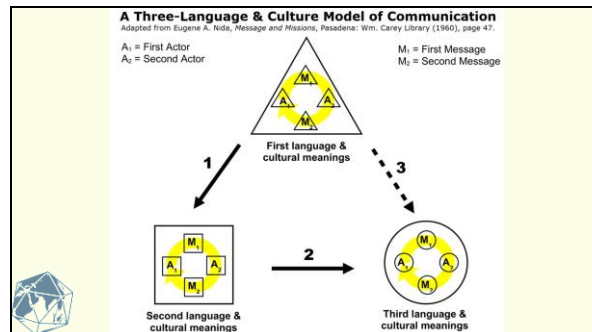 A Three-Language & Culture Model of Communication
Adapted from Eugene A. Nida, Message and Missions, Pasadena: Wm. Carey Library (1960), page 47.
A₁ = First Actor
A₂ = Second Actor
M₁ = First Message
M₂ = Second Message
M₁
A₁ A₂
M₂
First language &
cultural meanings
1
3
M₁
A₁ A₂
M₂
2
M₁
A₁ A₂
M₂
Second language &
cultural meanings
Third language &
cultural meanings